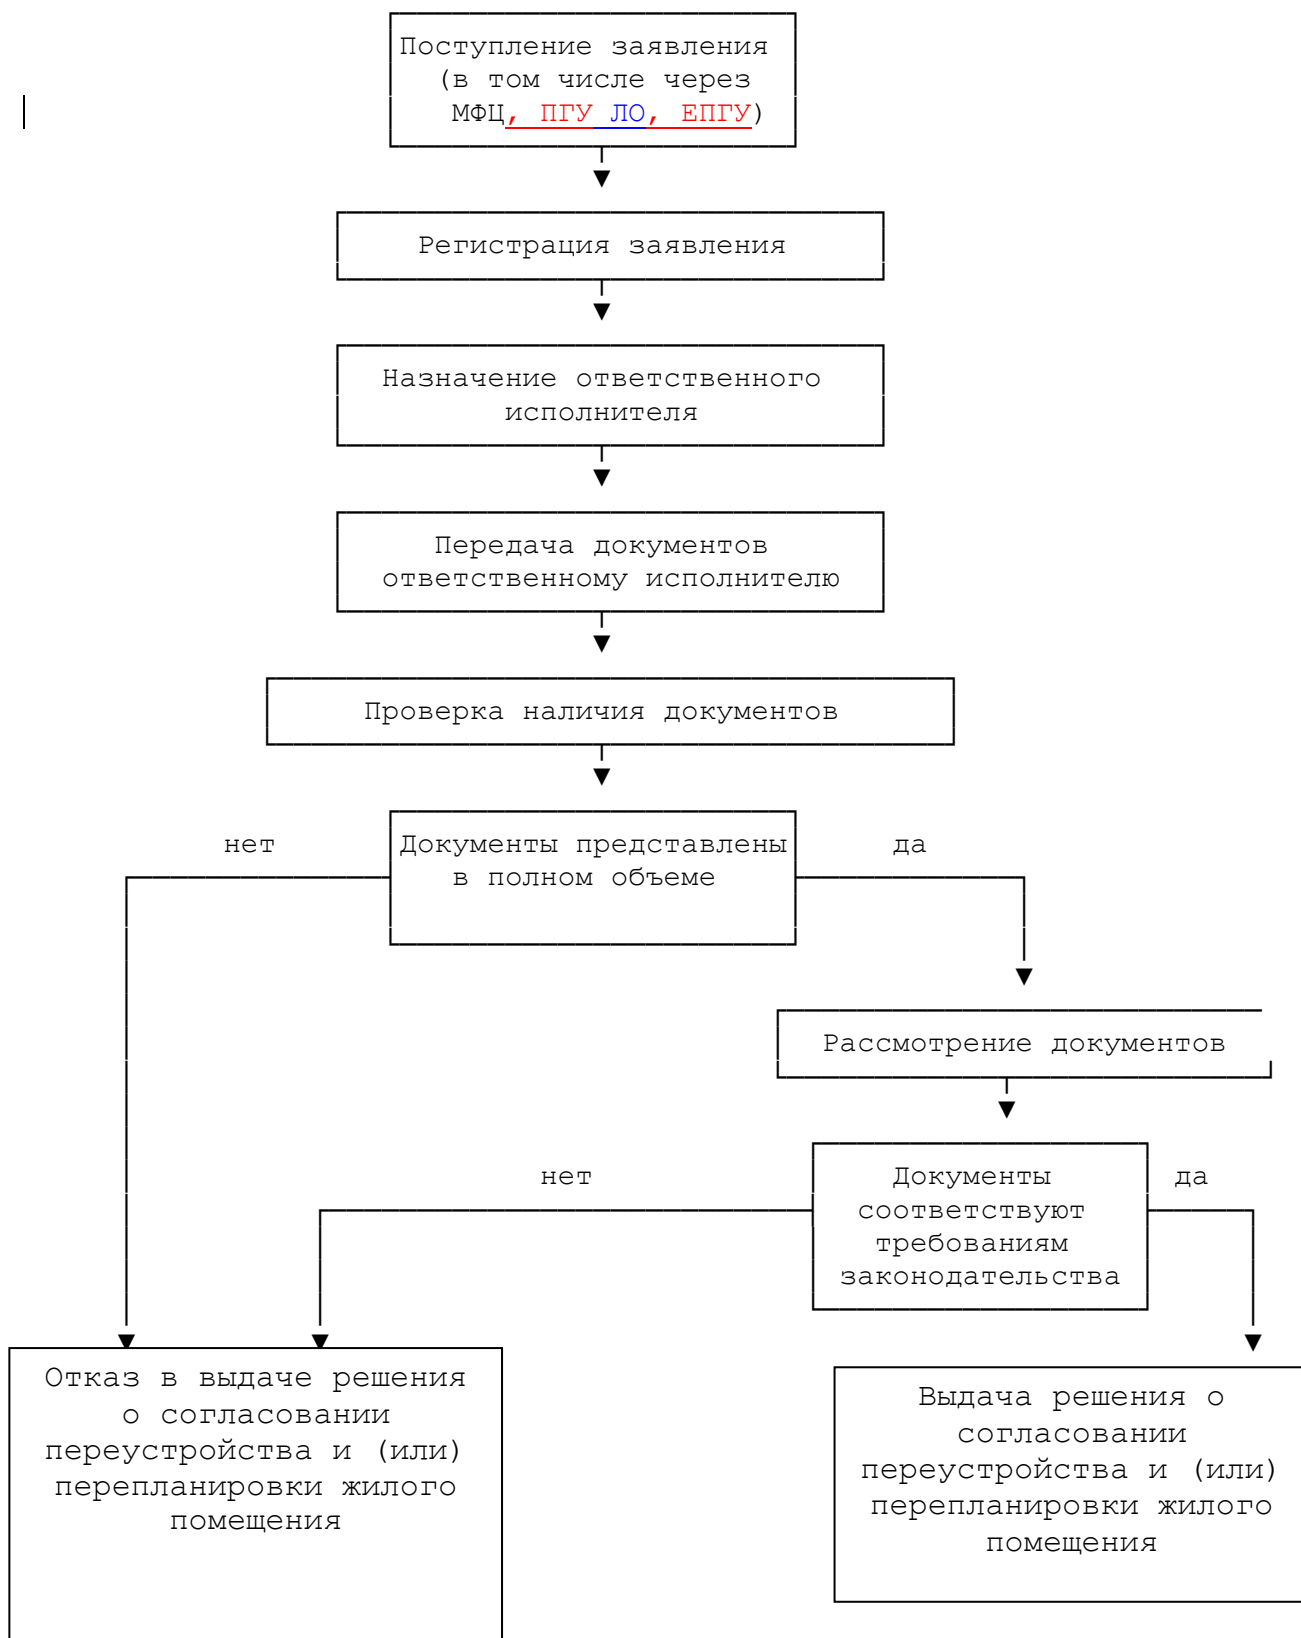 Поступление заявления
(в том числе через
МФЦ, ПГУ ЛО, ЕПГУ)
Регистрация заявления
Назначение ответственного
исполнителя
Передача документов
ответственному исполнителю
Проверка наличия документов
нет
Документы представлены
в полном объеме
да
Рассмотрение документов
нет
Документы
соответствуют
требованиям
законодательства
да
Отказ в выдаче решения
о согласовании
переустройства и (или)
перепланировки жилого
помещения
Выдача решения о
согласовании
переустройства и (или)
перепланировки жилого
помещения